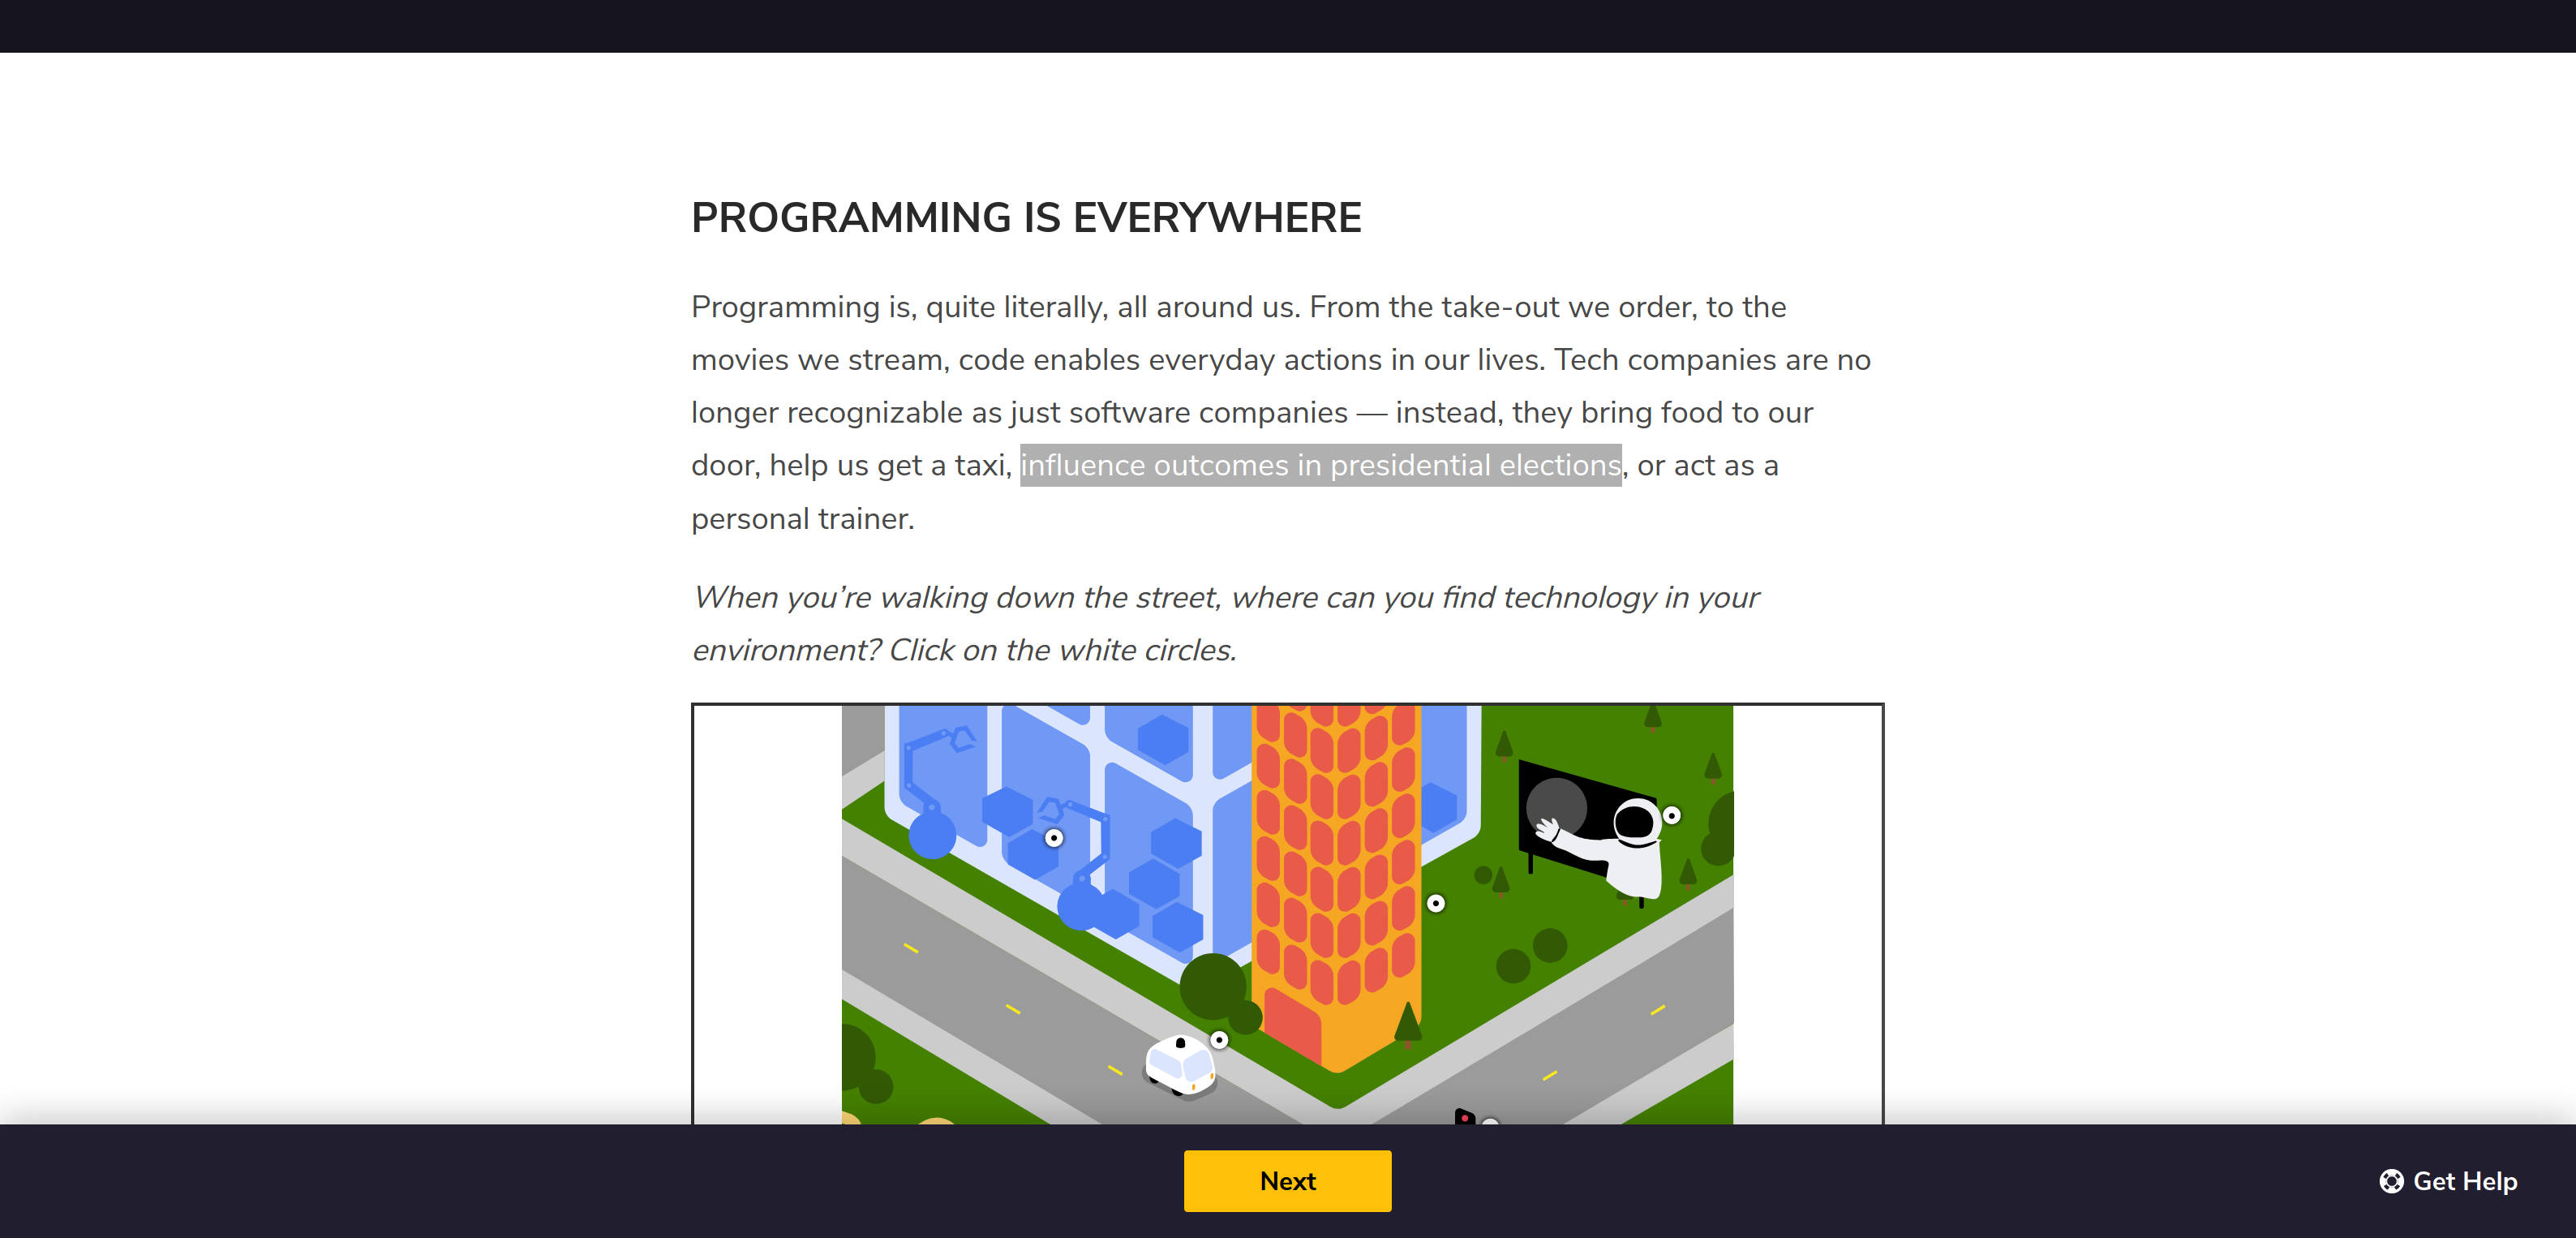 PROGRAMMING IS EVERYWHERE
Programming is, quite literally, all around us. From the take-out we order, to the
movies we stream, code enables everyday actions in our lives. Tech companies are no
longer recognizable as just software companies — instead, they bring food to our
door, help us get a taxi, influence outcomes in presidential elections, or act as a
personal trainer.
When you’re walking down the street, where can you find technology in your
environment? Click on the white circles.
Next
Get Help